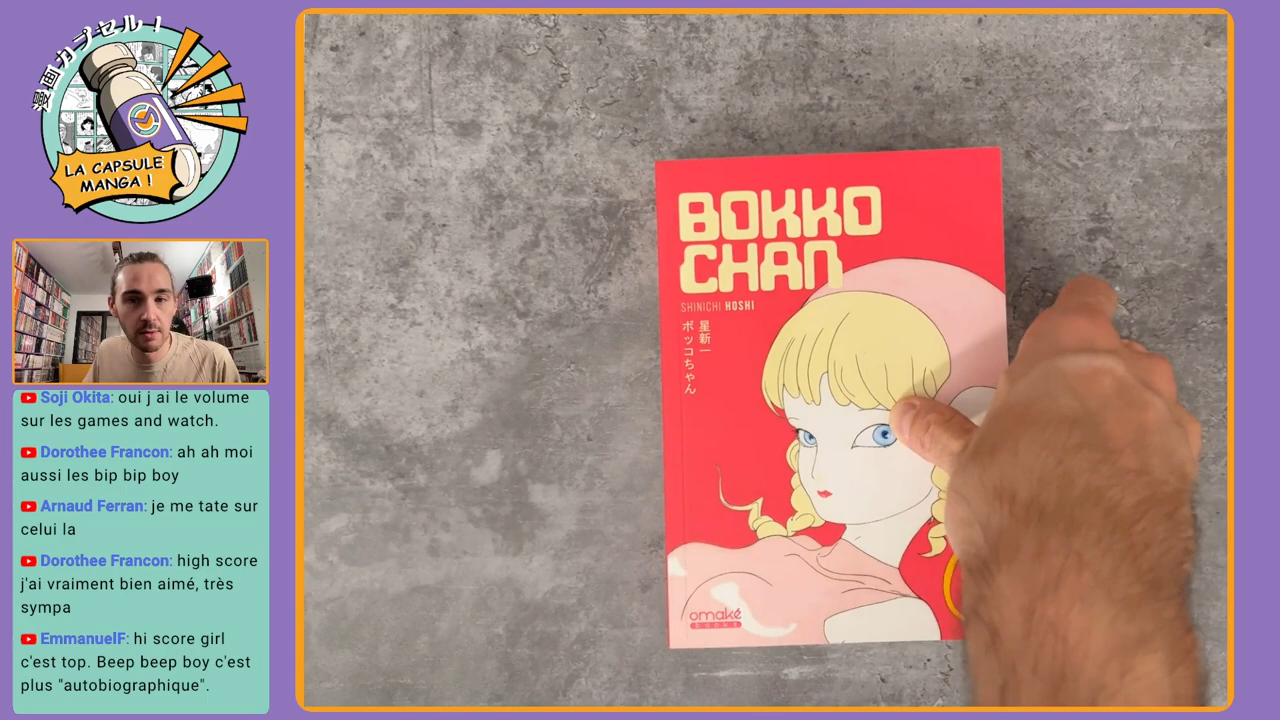 漫画カプセル！
LA CAPSULE
MANGA !
Soji Okita: oui j ai le volume
sur les games and watch.
Dorothee Francon: ah ah moi
aussi les bip bip boy
Arnaud Ferran: je me tate sur
celui la
Dorothee Francon: high score
j'ai vraiment bien aimé, très
sympa
EmmanuelF: hi score girl
c'est top. Beep beep boy c'est
plus "autobiographique".
BOKKO
CHAN
SHINICHI HOSHI
星新一
ボッコちゃん
omaké
BOOKS